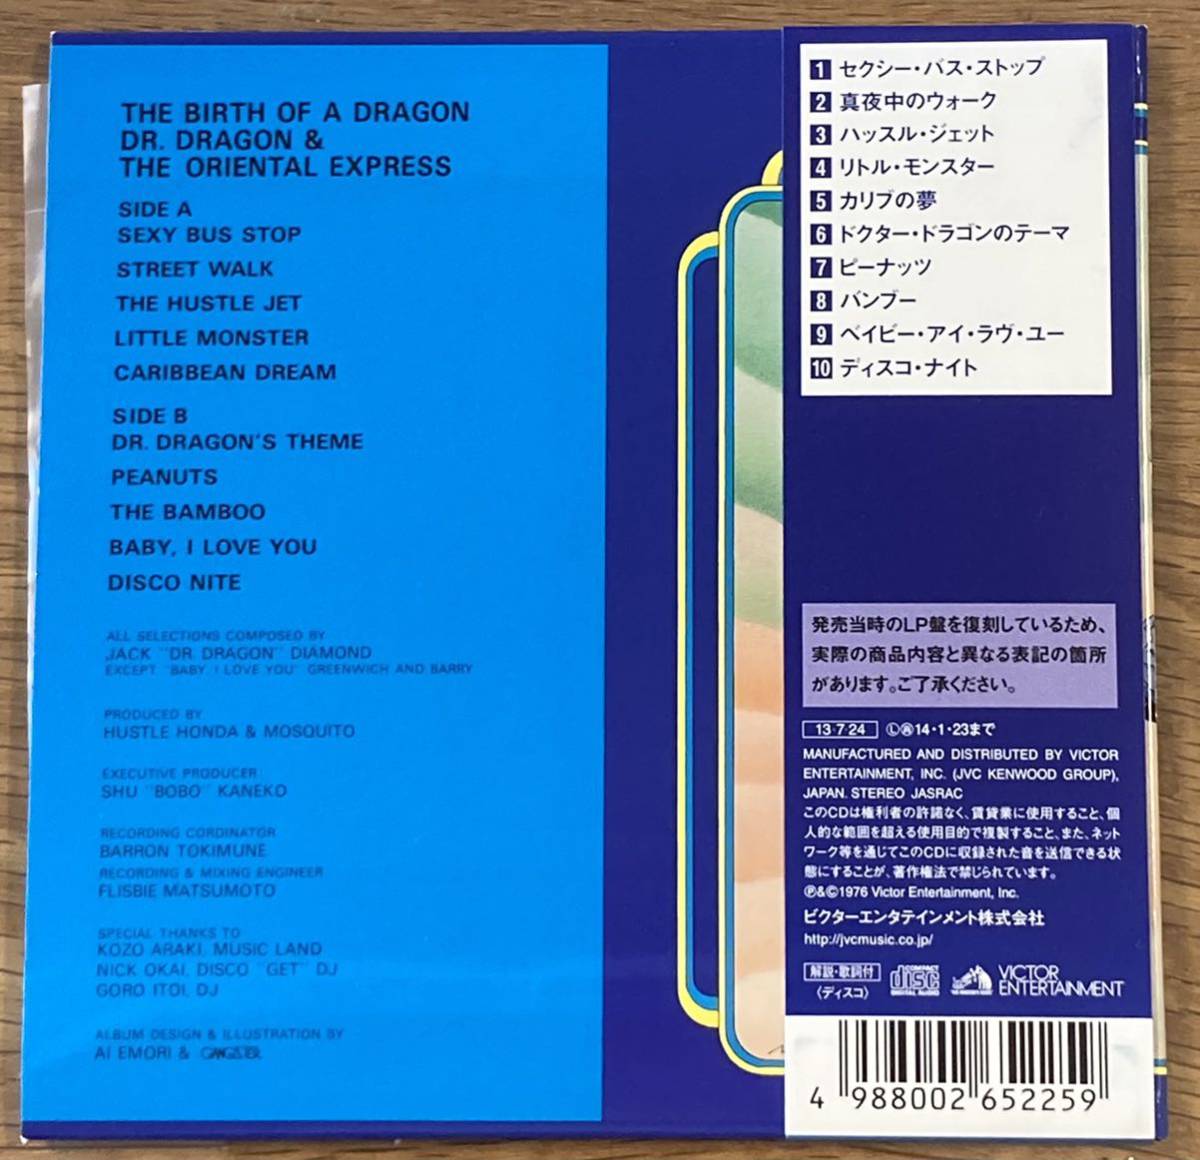 THE BIRTH OF A DRAGON
DR. DRAGON &
THE ORIENTAL EXPRESS
SIDE A
SEXY BUS STOP
STREET WALK
THE HUSTLE JET
LITTLE MONSTER
CARIBBEAN DREAM
SIDE B
DR. DRAGON'S THEME
PEANUTS
THE BAMBOO
BABY, I LOVE YOU
DISCO NITE
ALL SELECTIONS COMPOSED BY
JACK "DR DRAGON" DIAMOND
EXCEPT "BABY, I LOVE YOU" GREENWICH AND BARRY
PRODUCED BY
HUSTLE HONDA & MOSQUITO
EXECUTIVE PRODUCER
SHU "BOBO" KANEKO
RECORDING CORDINATOR
BARRON TOKIMUNE
RECORDING & MIXING ENGINEER
FLISBIE MATSUMOTO
SPECIAL THANKS TO
KOZO ARAKI, MUSIC LAND
NICK OKAI, DISCO "GET" DJ
GORO ITOI, DJ
ALBUM DESIGN & ILLUSTRATION BY
AI EMORI &
1 セクシー・バス・ストップ
2 真夜中のウォーク
3 ハッスル・ジェット
4 リトル・モンスター
5 カリブの夢
6 ドクター・ドラゴンのテーマ
7 ピーナッツ
8 バンブー
9 ベイビー・アイ・ラヴ・ユー
10 ディスコ・ナイト
発売当時のLP盤を復刻しているため、
実際の商品内容と異なる表記の箇所
があります。ご了承ください。
13・7・24 Ⓛ㋐14・1・23まで
MANUFACTURED AND DISTRIBUTED BY VICTOR
ENTERTAINMENT, INC. (JVC KENWOOD GROUP),
JAPAN. STEREO JASRAC
このCDは権利者の許諾なく、賃貸業に使用すること、個
人的な範囲を超える使用目的で複製すること、また、ネット
ワーク等を通じてこのCDに収録された音を送信できる状
態にすることが、著作権法で禁じられています。
℗&©1976 Victor Entertainment, Inc.
ビクターエンタテインメント株式会社
http://jvcmusic.co.jp/
解説・歌詞付
〈ディスコ〉
COMPACT
disc
DIGITAL AUDIO
VICTOR
ENTERTAINMENT
4 988002 652259